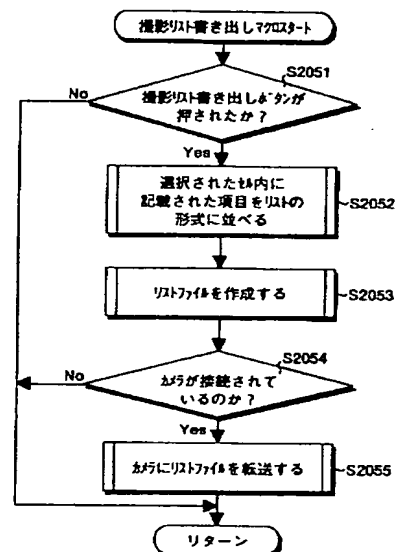 撮影リスト書き出しマクロスタート
S2051
No
撮影リスト書き出しボタンが
押されたか？
Yes
選択されたセル内に
記載された項目をリストの
形式に並べる
S2052
リストファイルを作成する
S2053
S2054
No
カメラが接続されて
いるのか？
Yes
カメラにリストファイルを転送する
S2055
リターン